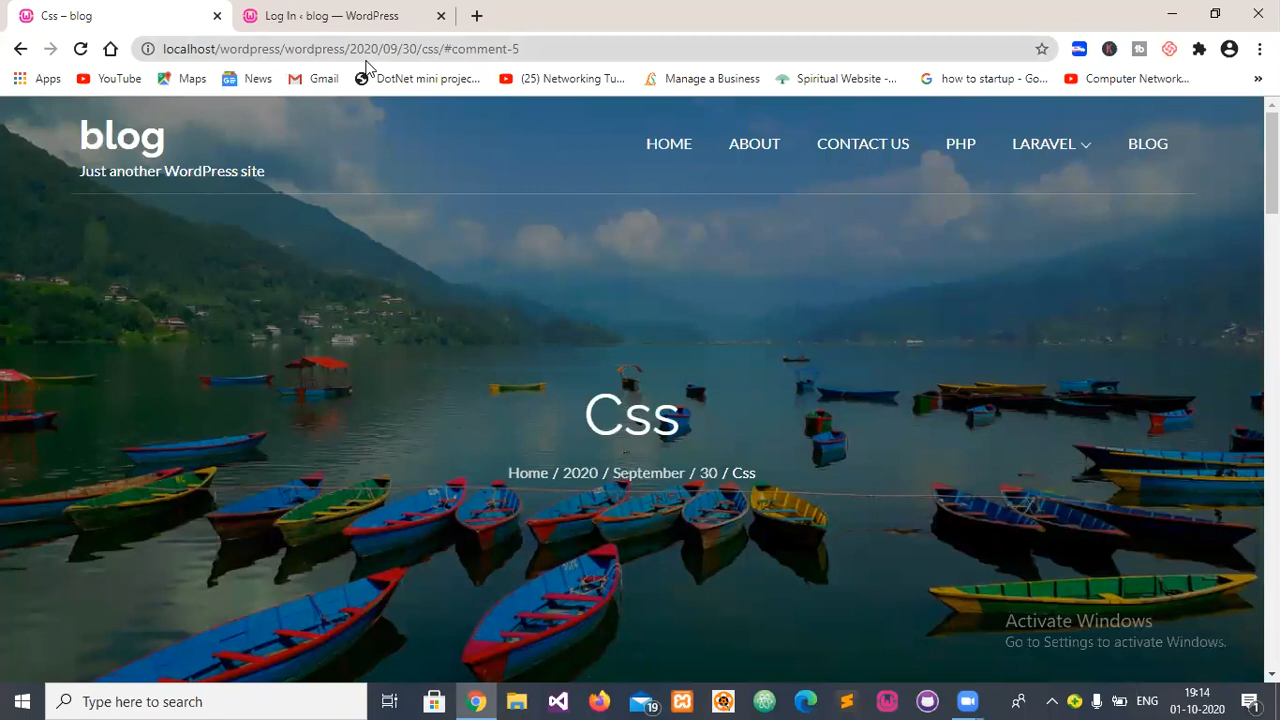 Css – blog
Log In ‹ blog — WordPress
localhost/wordpress/wordpress/2020/09/30/css/#comment-5
Apps
YouTube
Maps
News
Gmail
DotNet mini projec...
(25) Networking Tu...
Manage a business
Spiritual Website -...
how to startup - Go...
Computer Network...
»
blog
Just another WordPress site
HOME
ABOUT
CONTACT US
PHP
LARAVEL
BLOG
Css
Home / 2020 / September / 30 / Css
Activate Windows
Go to Settings to activate Windows.
Type here to search
19
ENG
19:14
01-10-2020
1